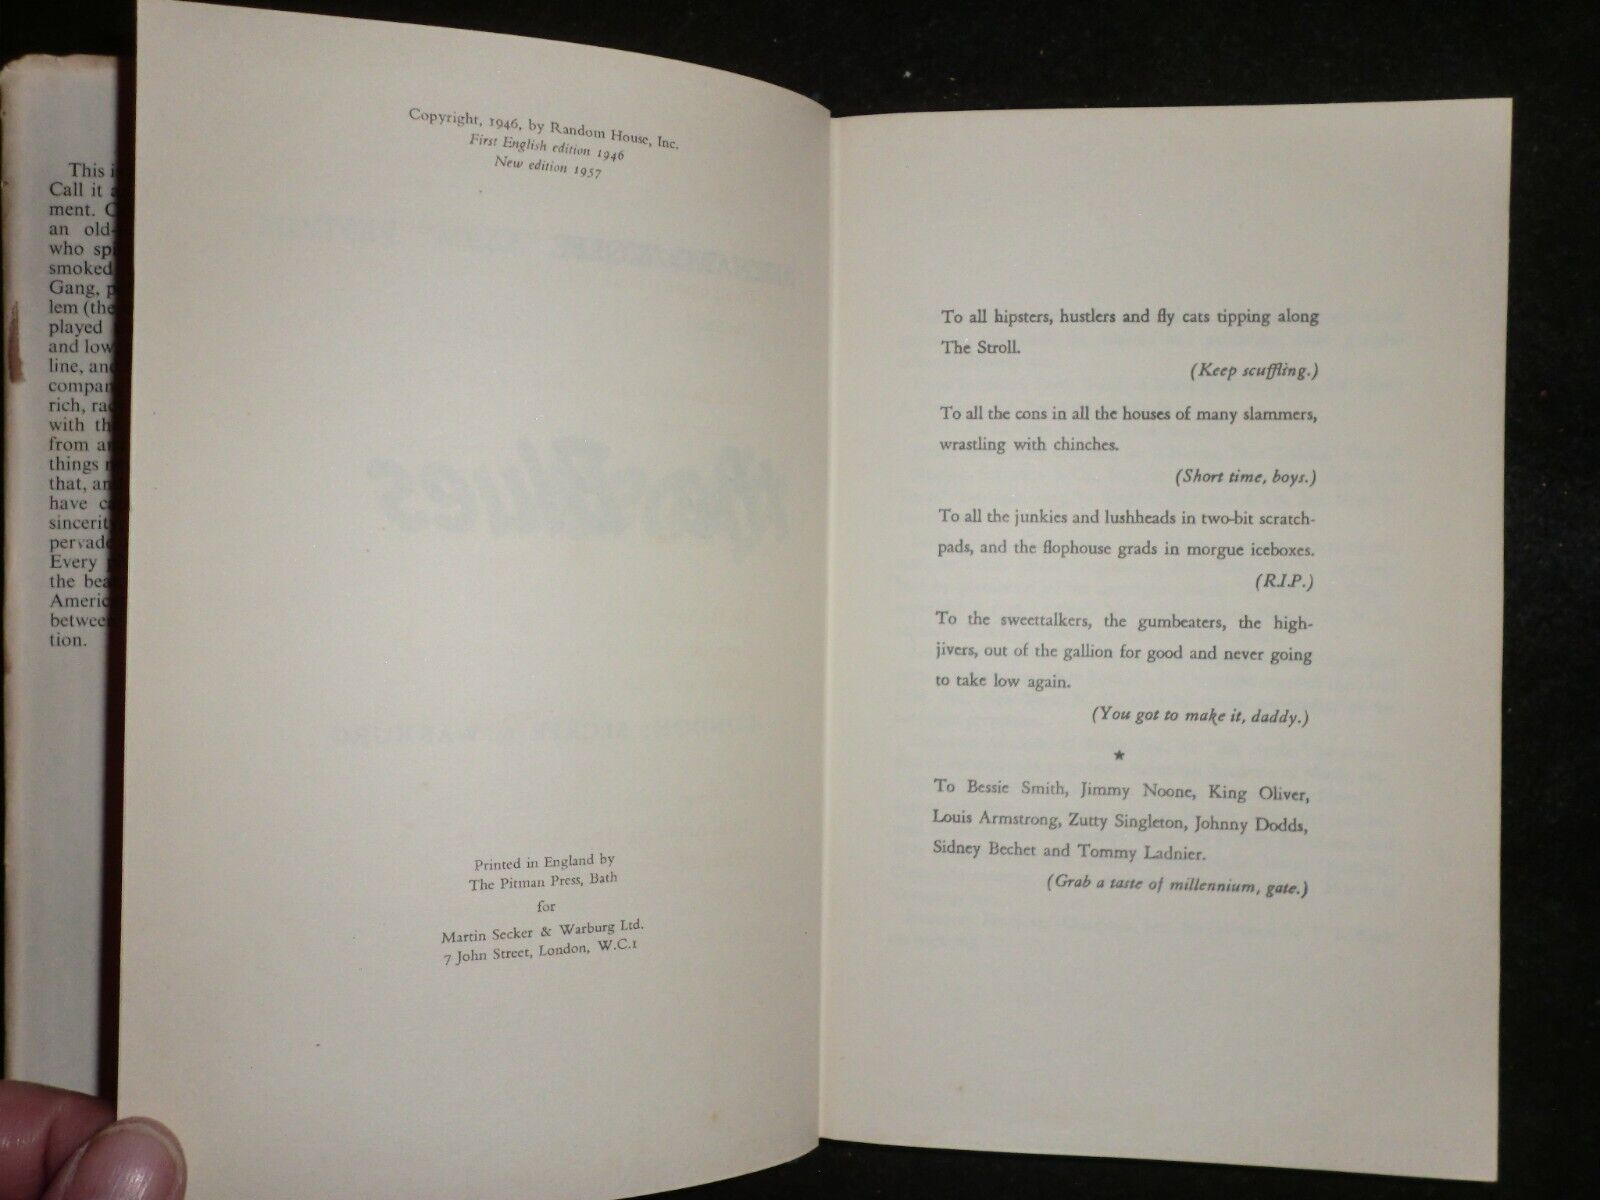 This
Call it
ment.
an old-
who
smoked
Gang,
lem (the
played
and low
line, and
compan
rich,
with
from
things
that,
have
sincerit
pervade
Every
the
Americ
between
tion.
Copyright, 1946, by Random House, Inc.
First English edition 1946
New edition 1957
Printed in England by
The Pitman Press, Bath
for
Martin Secker & Warburg Ltd.
7 John Street, London, W.C.1
To all hipsters, hustlers and fly cats tipping along
The Stroll.
(Keep scuffling.)
To all the cons in all the houses of many slammers,
wrastling with chinches.
(Short time, boys.)
To all the junkies and lushheads in two-bit scratch-
pads, and the flophouse grads in morgue iceboxes.
(R.I.P.)
To the sweettalkers, the gumbeaters, the high-
jivers, out of the gallion for good and never going
to take low again.
(You got to make it, daddy.)
★
To Bessie Smith, Jimmy Noone, King Oliver,
Louis Armstrong, Zutty Singleton, Johnny Dodds,
Sidney Bechet and Tommy Ladnier.
(Grab a taste of millennium, gate.)